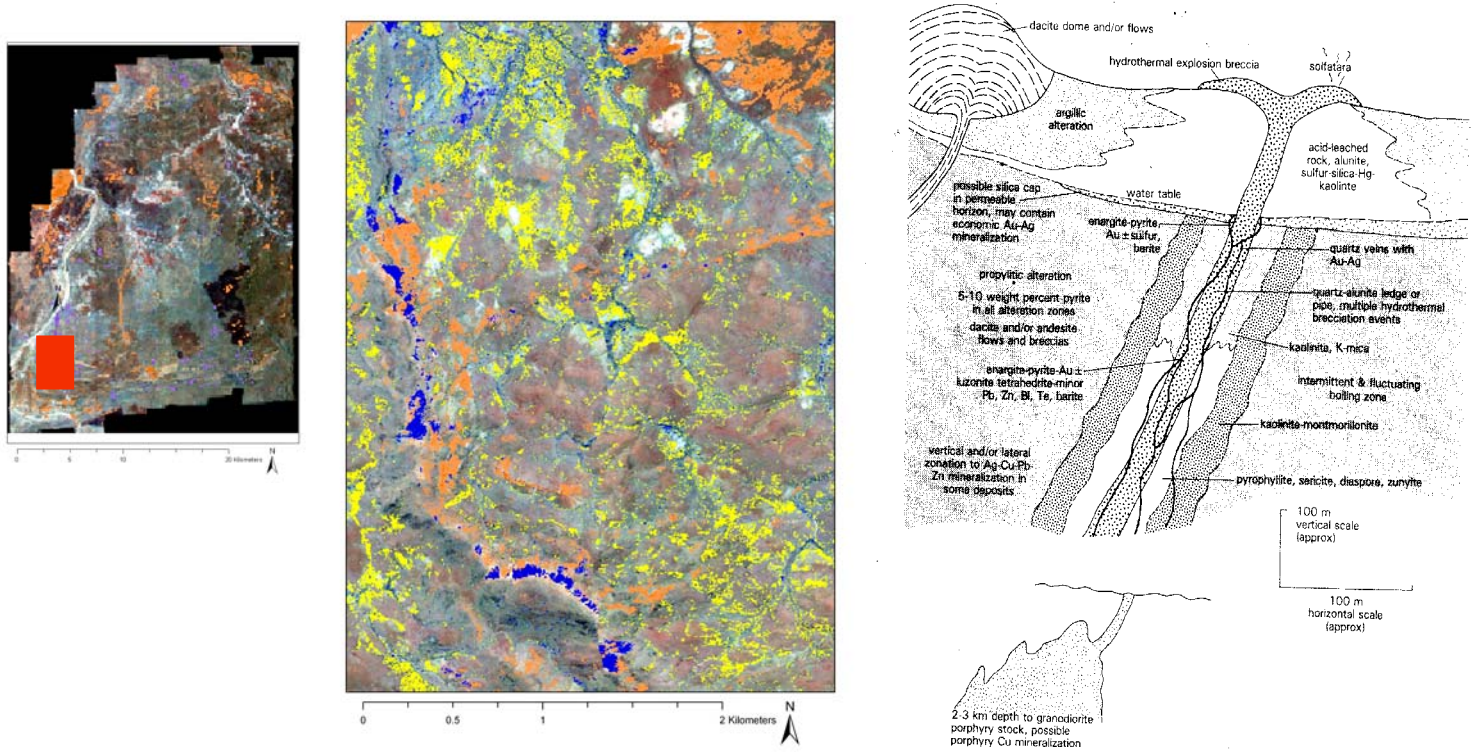 N
0 5 10 20 Kilometers
N
0 0.5 1 2 Kilometers
dacite dome and/or flows
hydrothermal explosion breccia
solfatara
argillic
alteration
acid-leached
rock, alunite,
sulfur-silica-Hg-
kaolinte
water table
possible silica cap
in permeable
horizon, may contain
economic Au-Ag
mineralization
enargite-pyrite,
Au ± sulfur,
barite
quartz veins with
Au-Ag
propylitic alteration
5-10 weight percent pyrite
in all alteration zones
dacite and/or andesite
flows and breccias
quartz-alunite ledge or
pipe, multiple hydrothermal
brecciation events
kaolinite, K-mica
enargite-pyrite-Au ±
luzonite tetrahedrite-minor
Pb, Zn, Bi, Te, barite
intermittent & fluctuating
boiling zone
kaolinite-montmorillonite
vertical and/or lateral
zonation to Ag-Cu-Pb-
Zn mineralization in
some deposits
pyrophyllite, sericite, diaspore, zunyite
100 m
vertical scale
(approx)
100 m
horizontal scale
(approx)
2-3 km depth to granodiorite
porphyry stock, possible
porphyry Cu mineralization